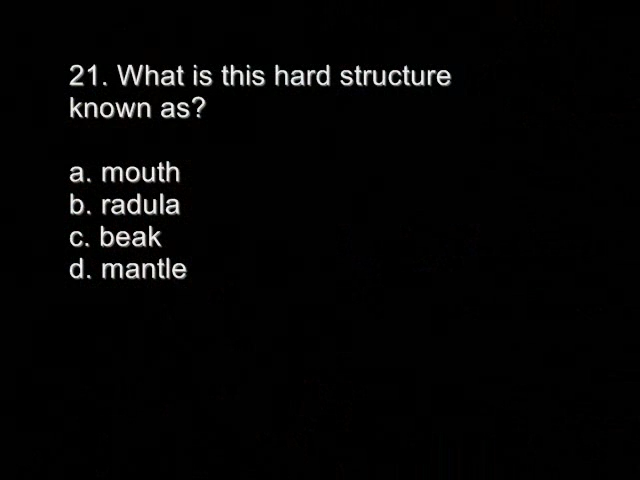 21. What is this hard structure
known as?
a. mouth
b. radula
c. beak
d. mantle